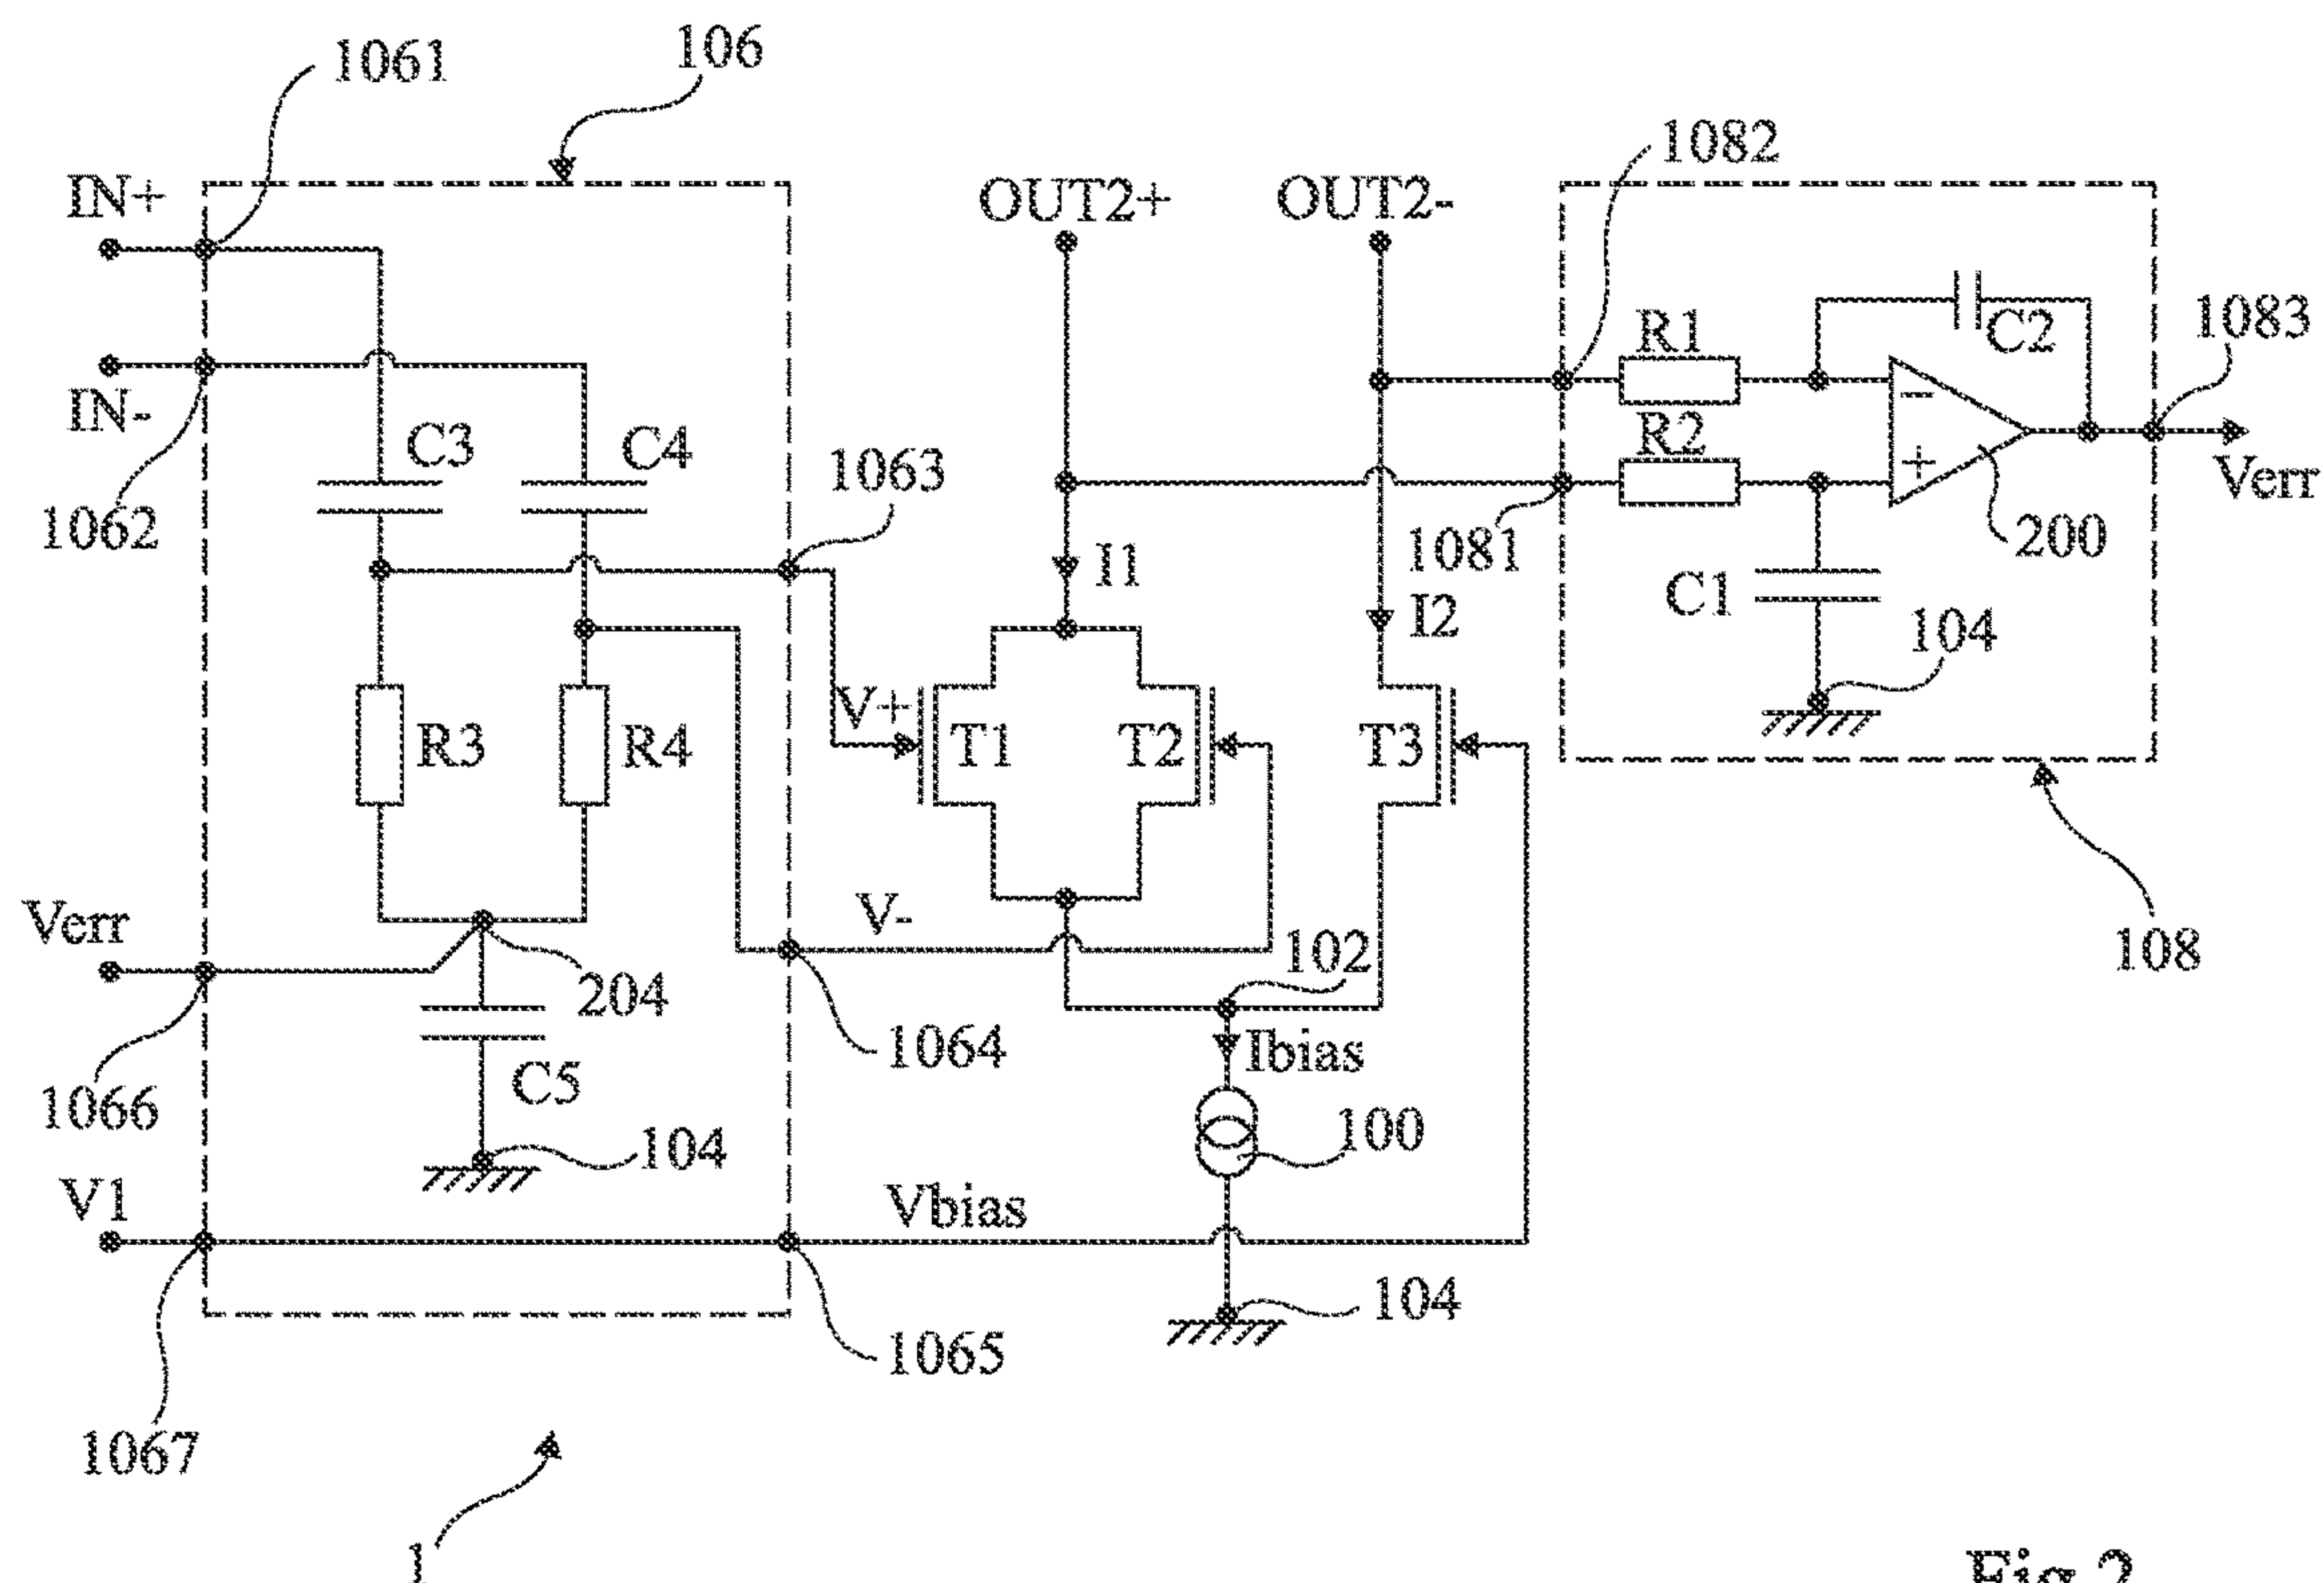 106
1061
1082
IN+
OUT2+
OUT2-
1083
R1
C2
IN-
C3
C4
1063
R2
Verr
1062
−
+
200
1081
I1
C1
104
I2
V+
R3
R4
T1
T2
T3
Verr
V-
102
108
204
1064
Ibias
1066
C5
100
104
V1
Vbias
104
1065
1067
1
Fig 2